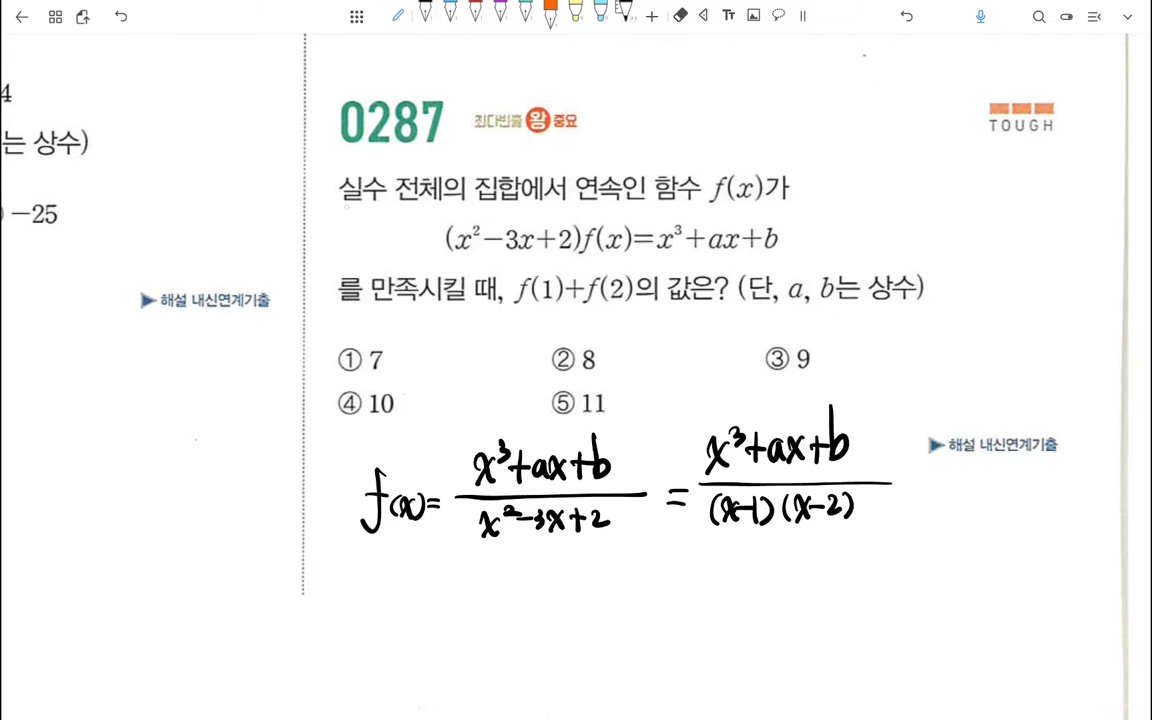 4
는 상수)
) −25
▶ 해설 내신연계기출
0287 최다빈출 왕 중요
TOUGH
실수 전체의 집합에서 연속인 함수 f(x)가
(x²−3x+2)f(x)=x³+ax+b
를 만족시킬 때, f(1)+f(2)의 값은? (단, a, b는 상수)
① 7 ② 8 ③ 9
④ 10 ⑤ 11
▶ 해설 내신연계기출
f(x) = (x³+ax+b)/(x²−3x+2) = (x³+ax+b)/((x−1)(x−2))